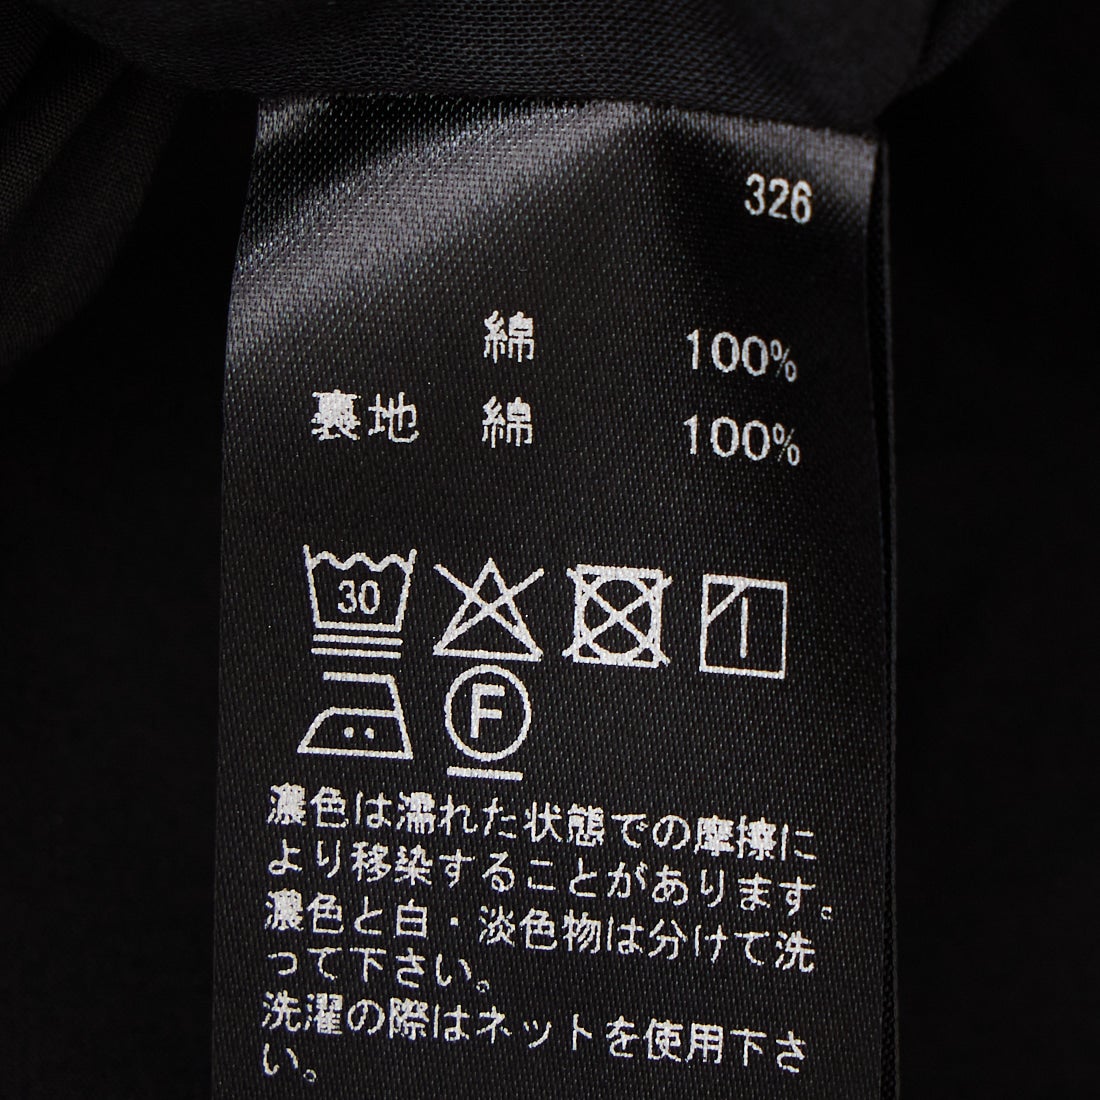 326
綿 100%
裏地 綿 100%
30
F
濃色は濡れた状態での摩擦に
より移染することがあります。
濃色と白・淡色物は分けて洗
って下さい。
洗濯の際はネットを使用下さ
い。